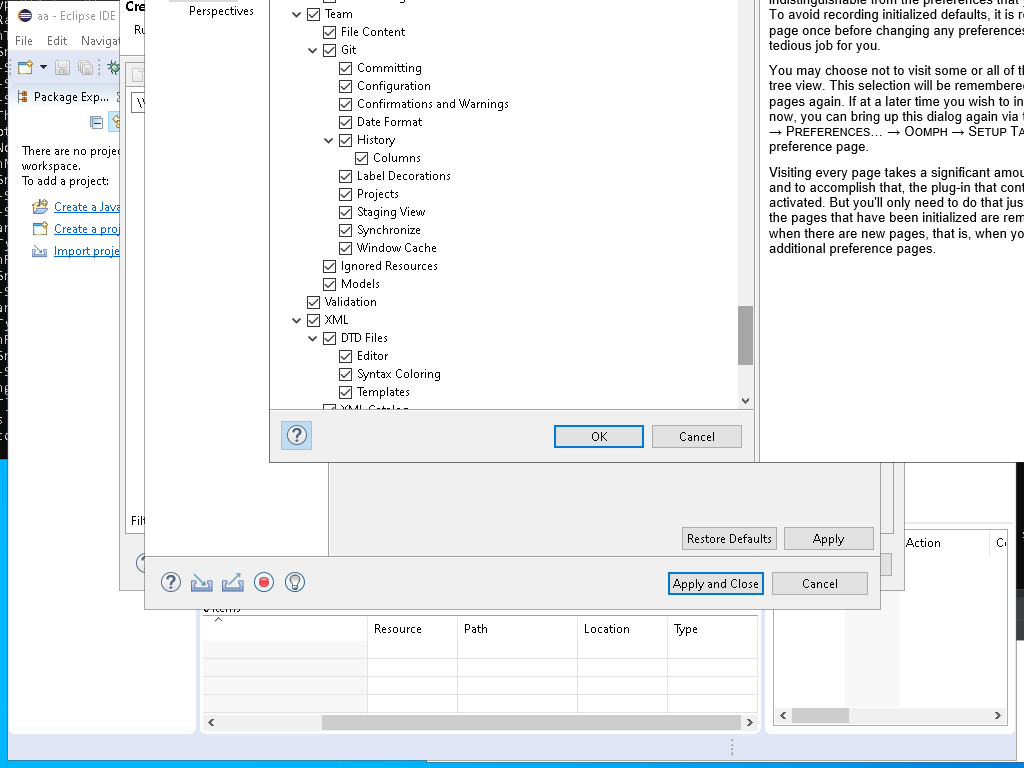 aa - Eclipse IDE
File Edit Navigat
Package Exp...
There are no projec
workspace.
To add a project:
Create a Java
Create a proj
Import proje
Cre
Ru
Filt
Perspectives
Team
File Content
Git
Committing
Configuration
Confirmations and Warnings
Date Format
History
Columns
Label Decorations
Projects
Staging View
Synchronize
Window Cache
Ignored Resources
Models
Validation
XML
DTD Files
Editor
Syntax Coloring
Templates
XML Catalog
OK Cancel
indistinguishable from the preferences that y
To avoid recording initialized defaults, it is r
page once before changing any preferences
tedious job for you.
You may choose not to visit some or all of th
tree view. This selection will be remembered
pages again. If at a later time you wish to in
now, you can bring up this dialog again via t
→ PREFERENCES... → OOMPH → SETUP TA
preference page.
Visiting every page takes a significant amou
and to accomplish that, the plug-in that cont
activated. But you'll only need to do that jus
the pages that have been initialized are rem
when there are new pages, that is, when yo
additional preference pages.
Restore Defaults Apply
Apply and Close Cancel
Items
Resource Path Location Type
Action